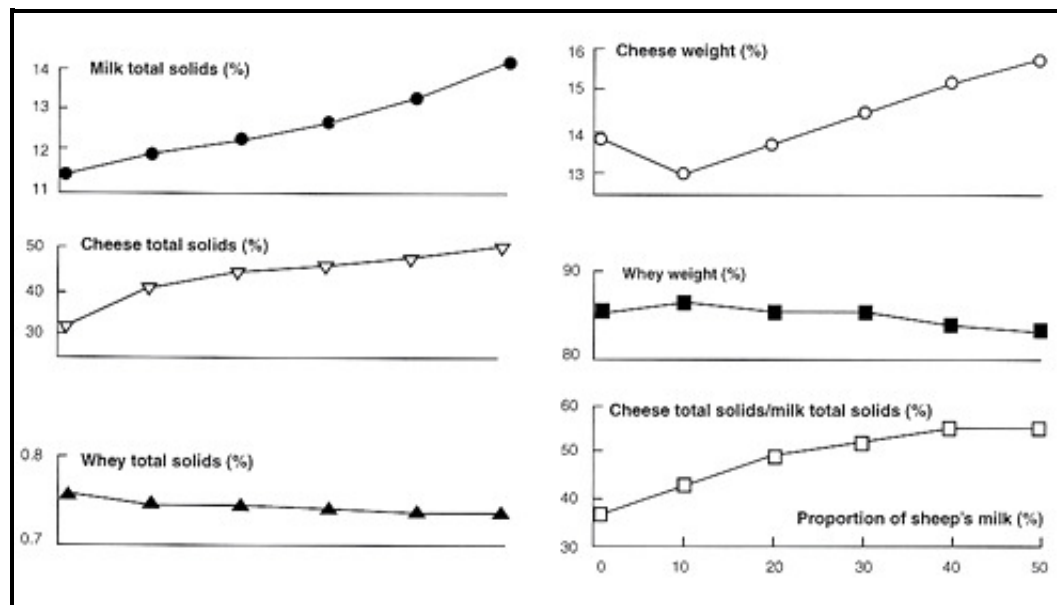 Milk total solids (%)
14
13
12
11
Cheese total solids (%)
50
40
30
Whey total solids (%)
0.8
0.7
Cheese weight (%)
16
15
14
13
Whey weight (%)
90
80
Cheese total solids/milk total solids (%)
60
50
40
30
Proportion of sheep's milk (%)
0 10 20 30 40 50